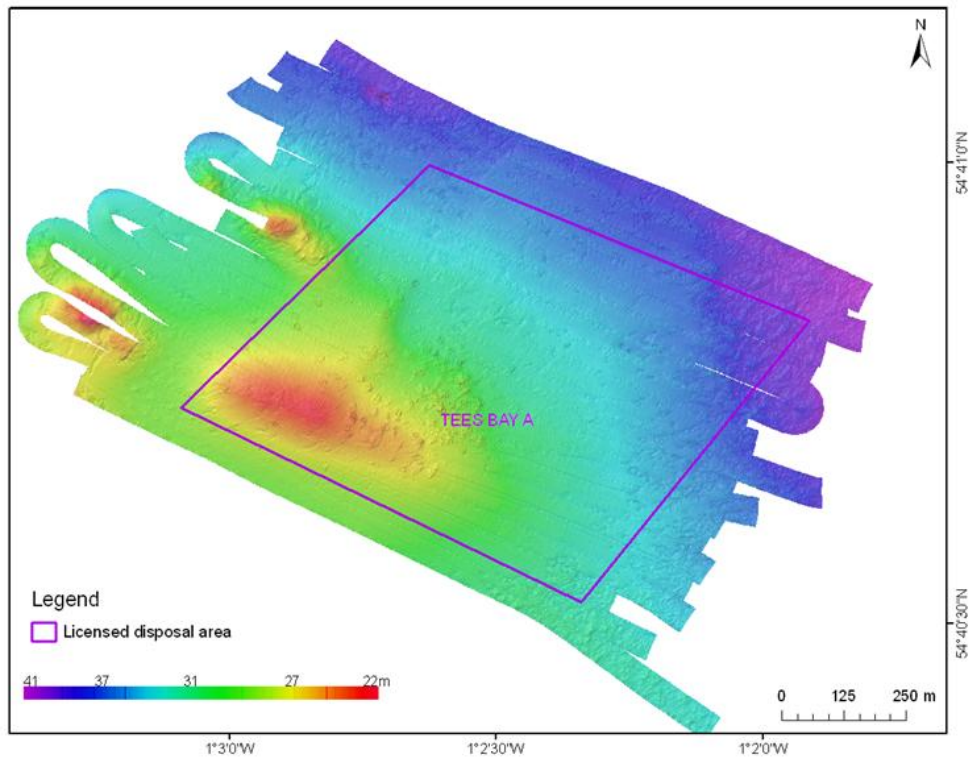 N
54°41'0"N
TEES BAY A
Legend
Licensed disposal area
41 37 31 27 22m
0 125 250 m
54°40'30"N
1°3'0"W 1°2'30"W 1°2'0"W